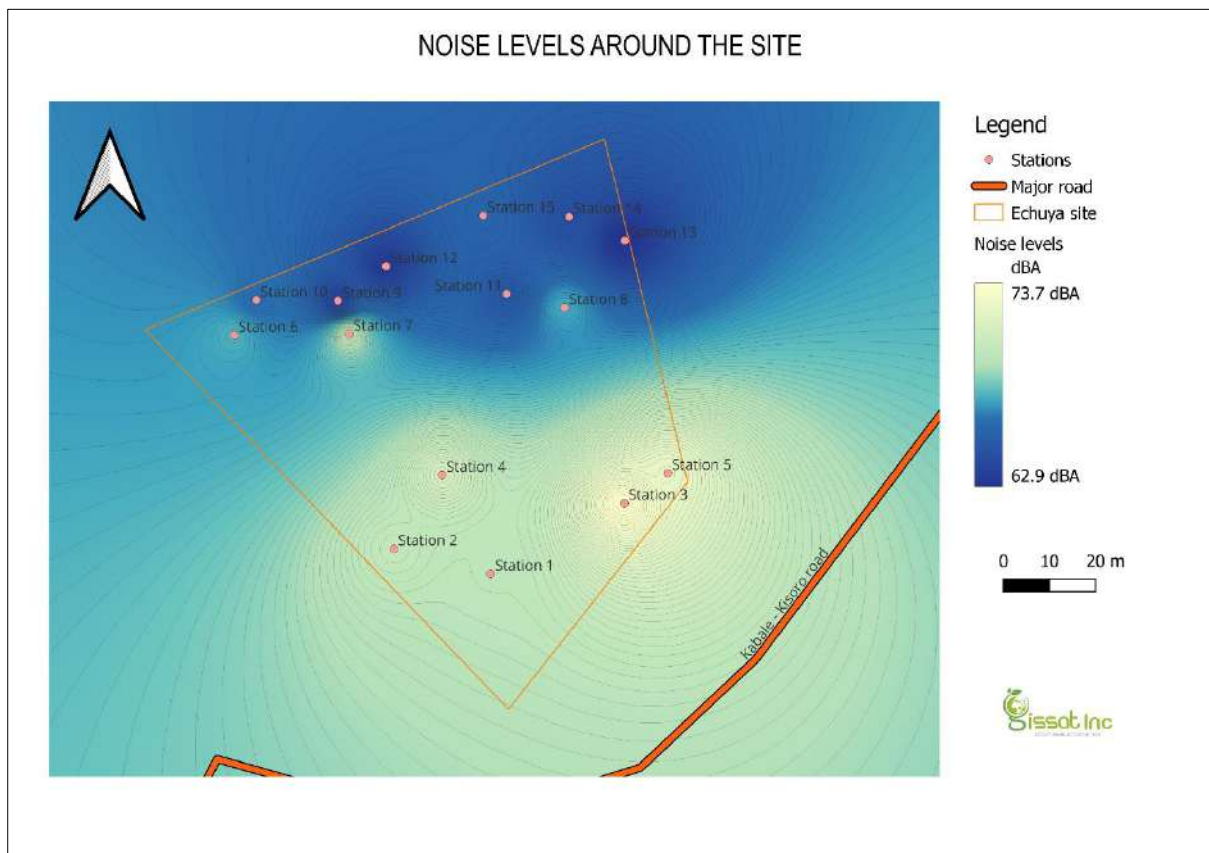 NOISE LEVELS AROUND THE SITE
Legend
Stations
Major road
Echuya site
Noise levels
dBA
73.7 dBA
62.9 dBA
0 10 20 m
Station 15
Station 14
Station 13
Station 12
Station 11
Station 8
Station 10
Station 9
Station 6
Station 7
Station 4
Station 5
Station 3
Station 2
Station 1
Kabale - Kisoro road
Gissat Inc